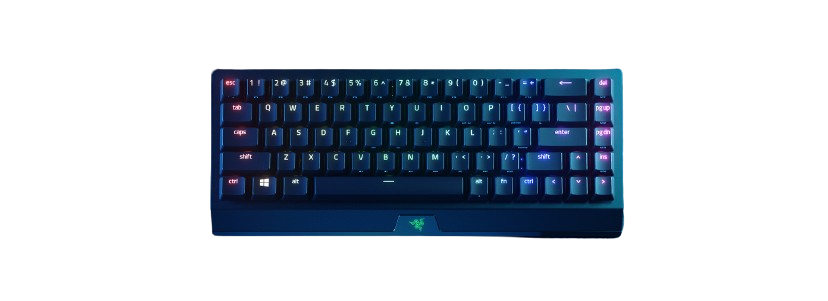 esc 1 ! 2 @ 3 # 4 $ 5 % 6 ^ 7 & 8 * 9 ( 0 ) - _ = + ← del
tab Q W E R T Y U I O P [ { ] } \ | pg up
caps A S D F G H J K L ; : ' " enter pg dn
shift Z X C V B N M , < . > / ? shift ^ ins
ctrl alt alt fn ctrl < v >